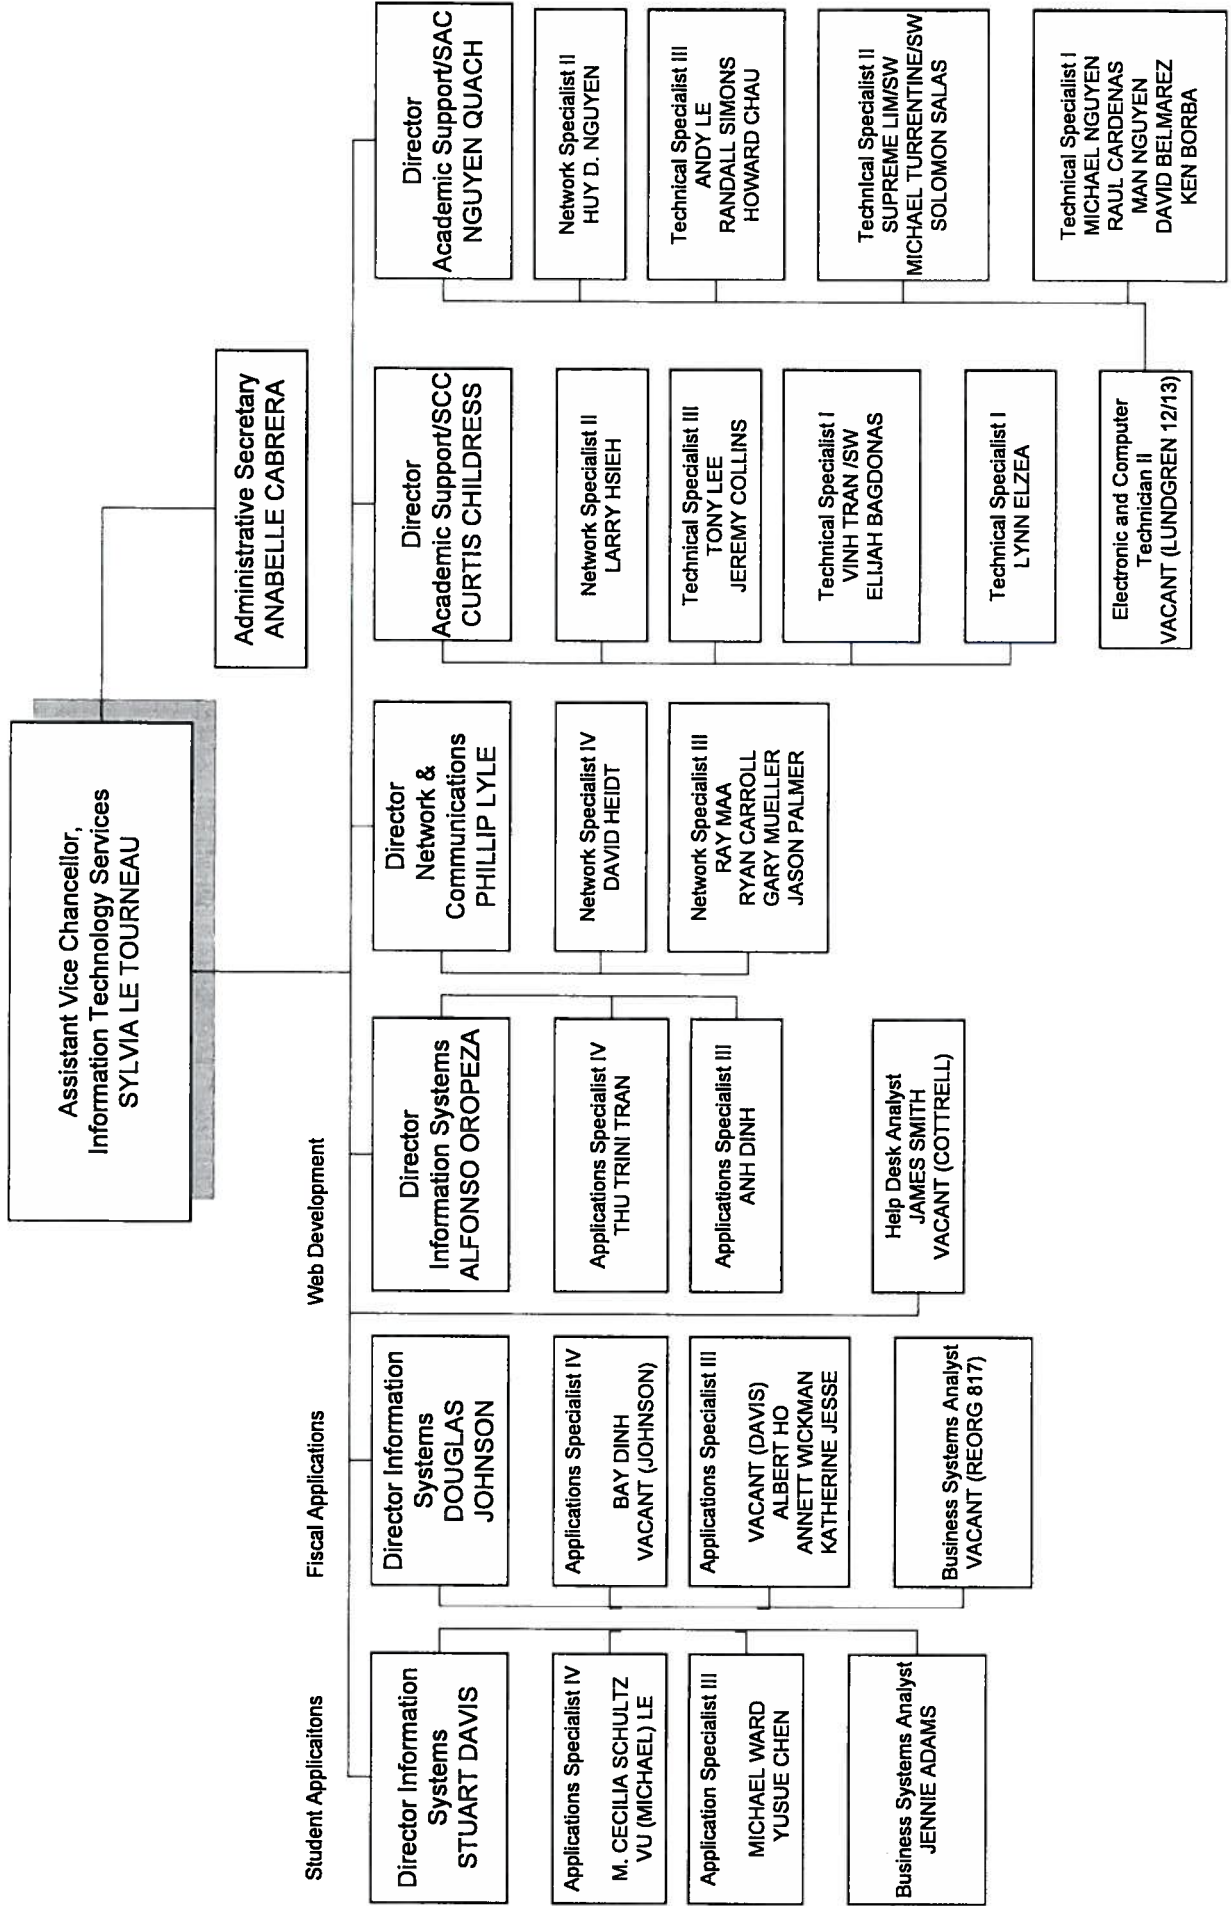 Assistant Vice Chancellor,
Information Technology Services
SYLVIA LE TOURNEAU
Administrative Secretary
ANABELLE CABRERA
Student Applicaitons
Director Information
Systems
STUART DAVIS
Applications Specialist IV
M. CECILIA SCHULTZ
VU (MICHAEL) LE
Application Specialist III
MICHAEL WARD
YUSUE CHEN
Business Systems Analyst
JENNIE ADAMS
Fiscal Applications
Director Information
Systems
DOUGLAS
JOHNSON
Applications Specialist IV
BAY DINH
VACANT (JOHNSON)
Applications Specialist III
VACANT (DAVIS)
ALBERT HO
ANNETT WICKMAN
KATHERINE JESSE
Business Systems Analyst
VACANT (REORG 817)
Web Development
Director
Information Systems
ALFONSO OROPEZA
Applications Specialist IV
THU TRINI TRAN
Applications Specialist III
ANH DINH
Help Desk Analyst
JAMES SMITH
VACANT (COTTRELL)
Director
Network &
Communications
PHILLIP LYLE
Network Specialist IV
DAVID HEIDT
Network Specialist III
RAY MAA
RYAN CARROLL
GARY MUELLER
JASON PALMER
Director
Academic Support/SCC
CURTIS CHILDRESS
Network Specialist II
LARRY HSIEH
Technical Specialist III
TONY LEE
JEREMY COLLINS
Technical Specialist I
VINH TRAN /SW
ELIJAH BAGDONAS
Technical Specialist I
LYNN ELZEA
Director
Academic Support/SAC
NGUYEN QUACH
Network Specialist II
HUY D. NGUYEN
Technical Specialist III
ANDY LE
RANDALL SIMONS
HOWARD CHAU
Technical Specialist II
SUPREME LIM/SW
MICHAEL TURRENTINE/SW
SOLOMON SALAS
Technical Specialist I
MICHAEL NGUYEN
RAUL CARDENAS
MAN NGUYEN
DAVID BELMAREZ
KEN BORBA
Electronic and Computer
Technician II
VACANT (LUNDGREN 12/13)